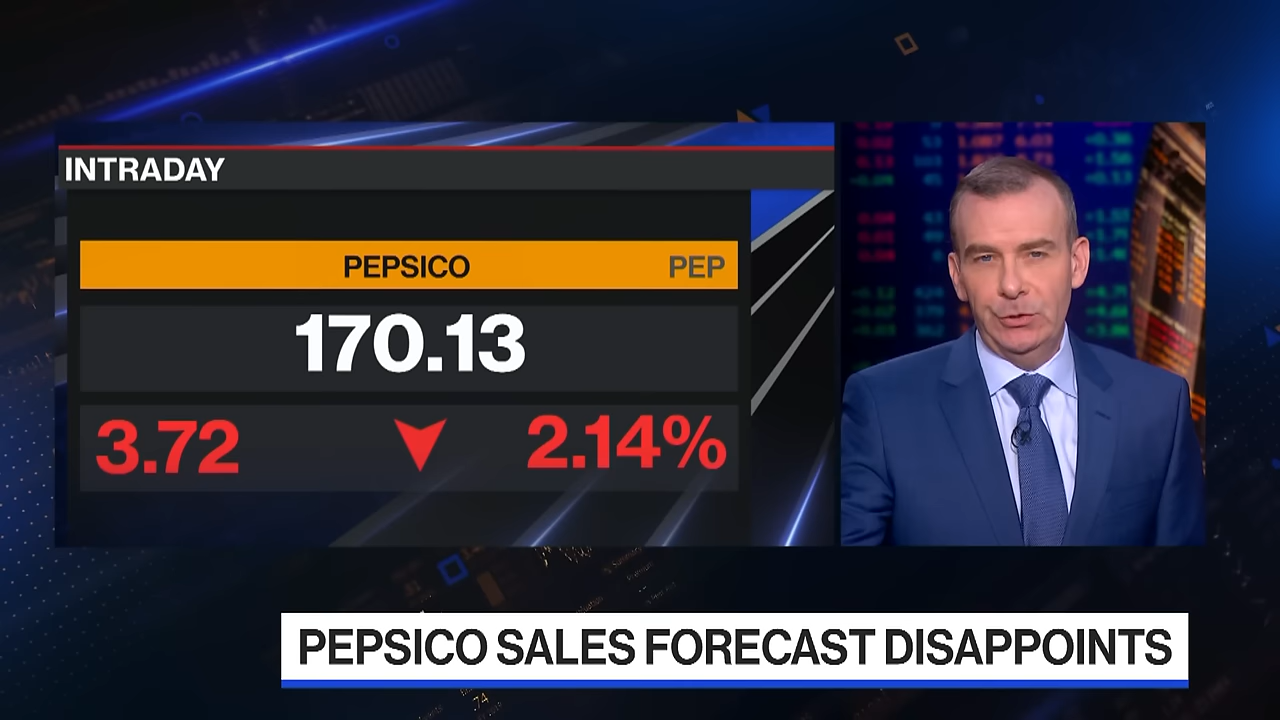 INTRADAY
PEPSICO PEP
170.13
3.72 2.14%
PEPSICO SALES FORECAST DISAPPOINTS